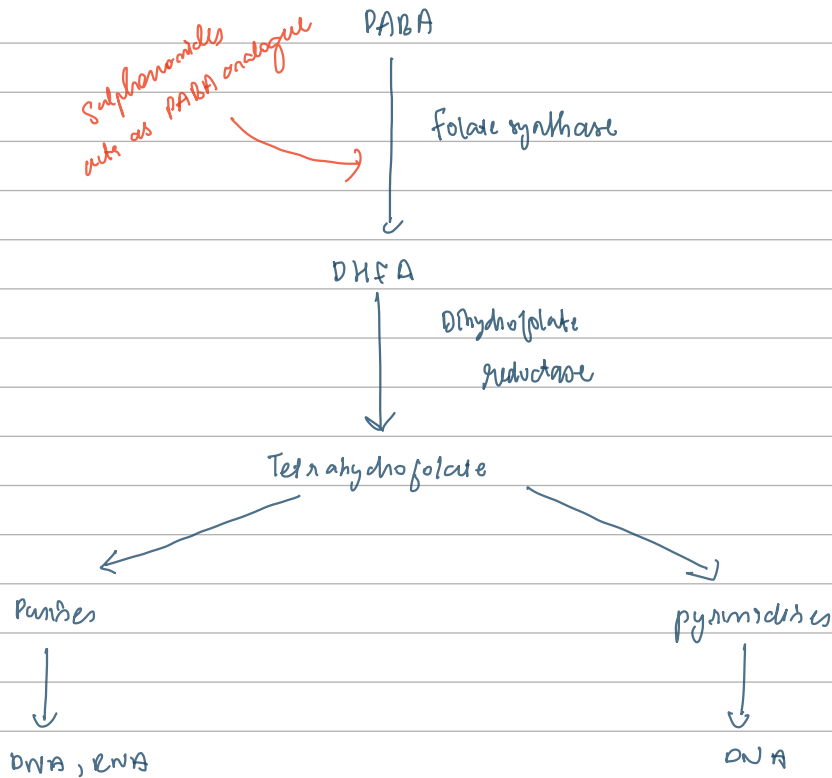 PABA
Sulphonamides
acts as PABA analogue
folate synthase
DHFA
Dihydrofolate
reductase
Tetrahydrofolate
Purines
pyrimidines
DNA, RNA
DNA